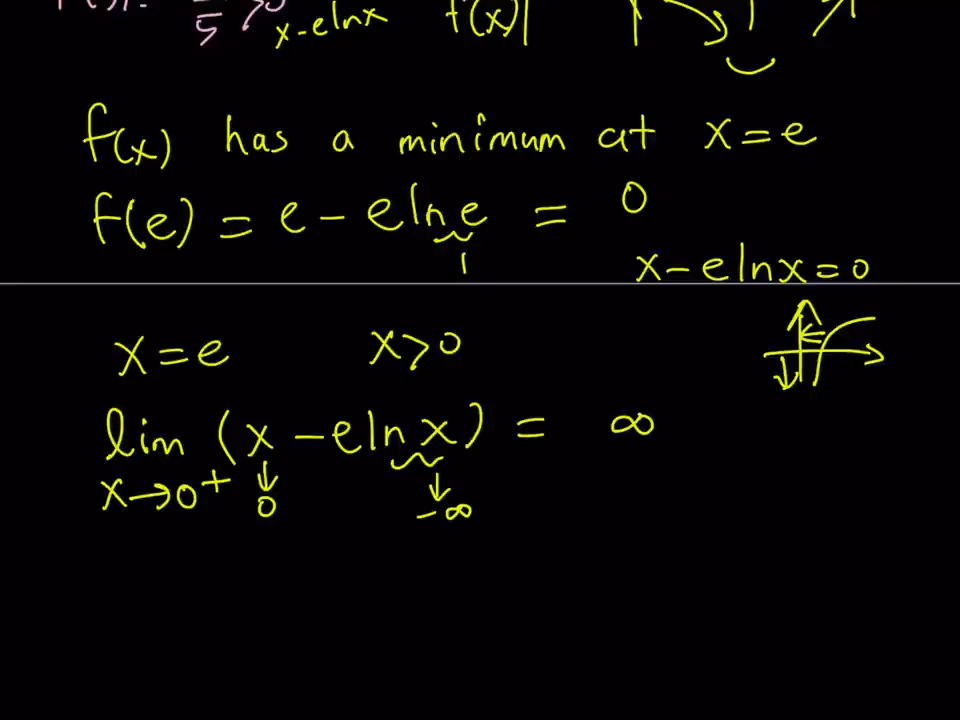 x-elnx f(x)
f(x) has a minimum at x=e
f(e) = e - elne = 0
1
x-elnx=0
x=e x>0
lim (x -elnx) = ∞
x→0+ 0 -∞